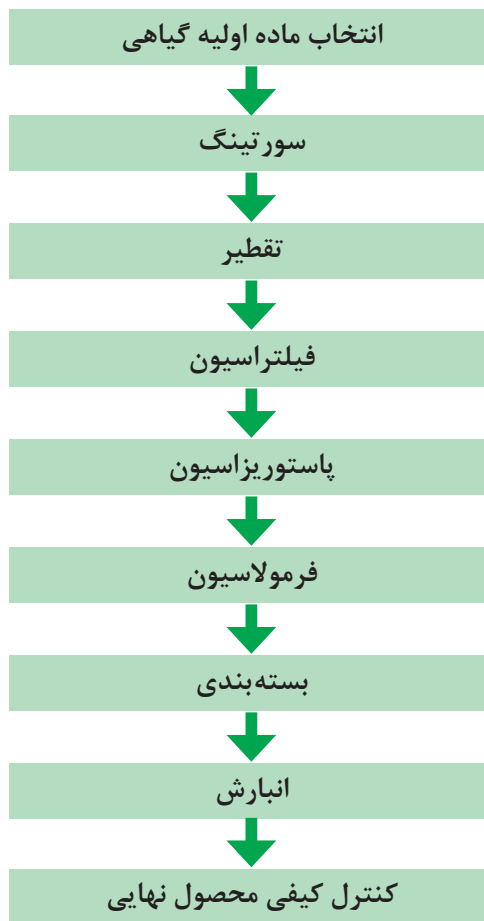 انتخاب ماده اولیه گیاهی
سورتینگ
تقطیر
فیلتراسیون
پاستوریزاسیون
فرمولاسیون
بسته‌بندی
انبارش
کنترل کیفی محصول نهایی